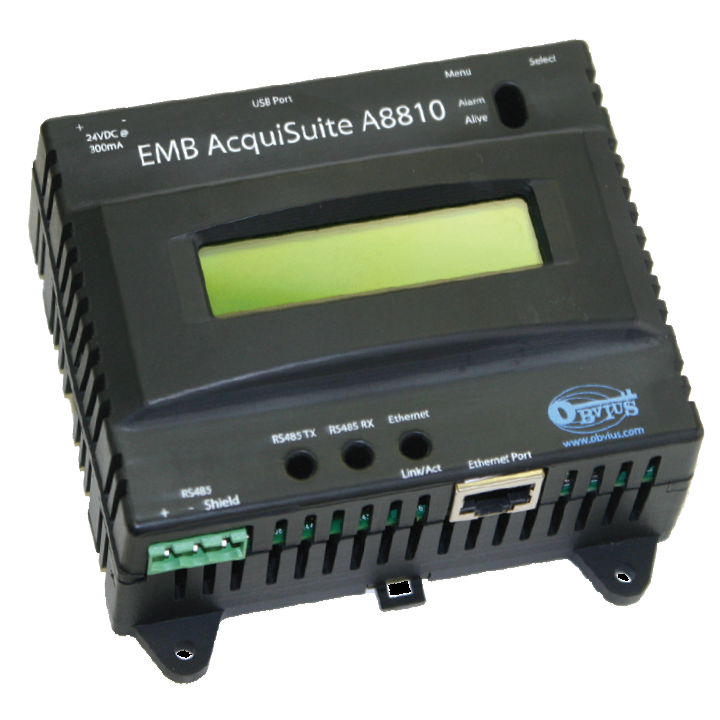 Select
Menu
USB Port
+ -
24VDC @
300mA
Alarm
Alive
EMB AcquiSuite A8810
OBVIUS
www.obvius.com
Ethernet
RS485 RX
RS485 TX
Link/Act
Ethernet Port
RS485
+ - Shield